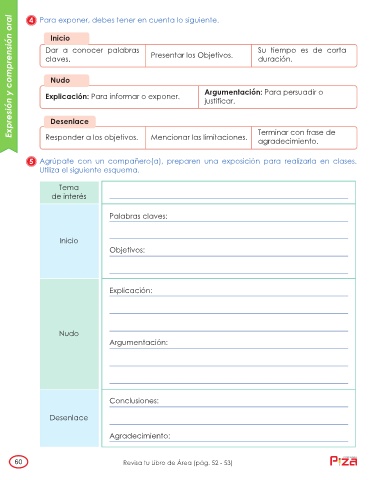 Expresión y comprensión oral
4 Para exponer, debes tener en cuenta lo siguiente.
Inicio
Dar a conocer palabras claves.
Presentar los Objetivos.
Su tiempo es de corta duración.
Nudo
Explicación: Para informar o exponer.
Argumentación: Para persuadir o justificar.
Desenlace
Responder a los objetivos.
Mencionar las limitaciones.
Terminar con frase de agradecimiento.
5 Agrúpate con un compañero(a), preparen una exposición para realizarla en clases.
Utiliza el siguiente esquema.
Tema
de interés
Inicio
Palabras claves:
Objetivos:
Nudo
Explicación:
Argumentación:
Desenlace
Conclusiones:
Agradecimiento:
60
Revisa tu Libro de Área (pág. 52 - 53)
PIZA